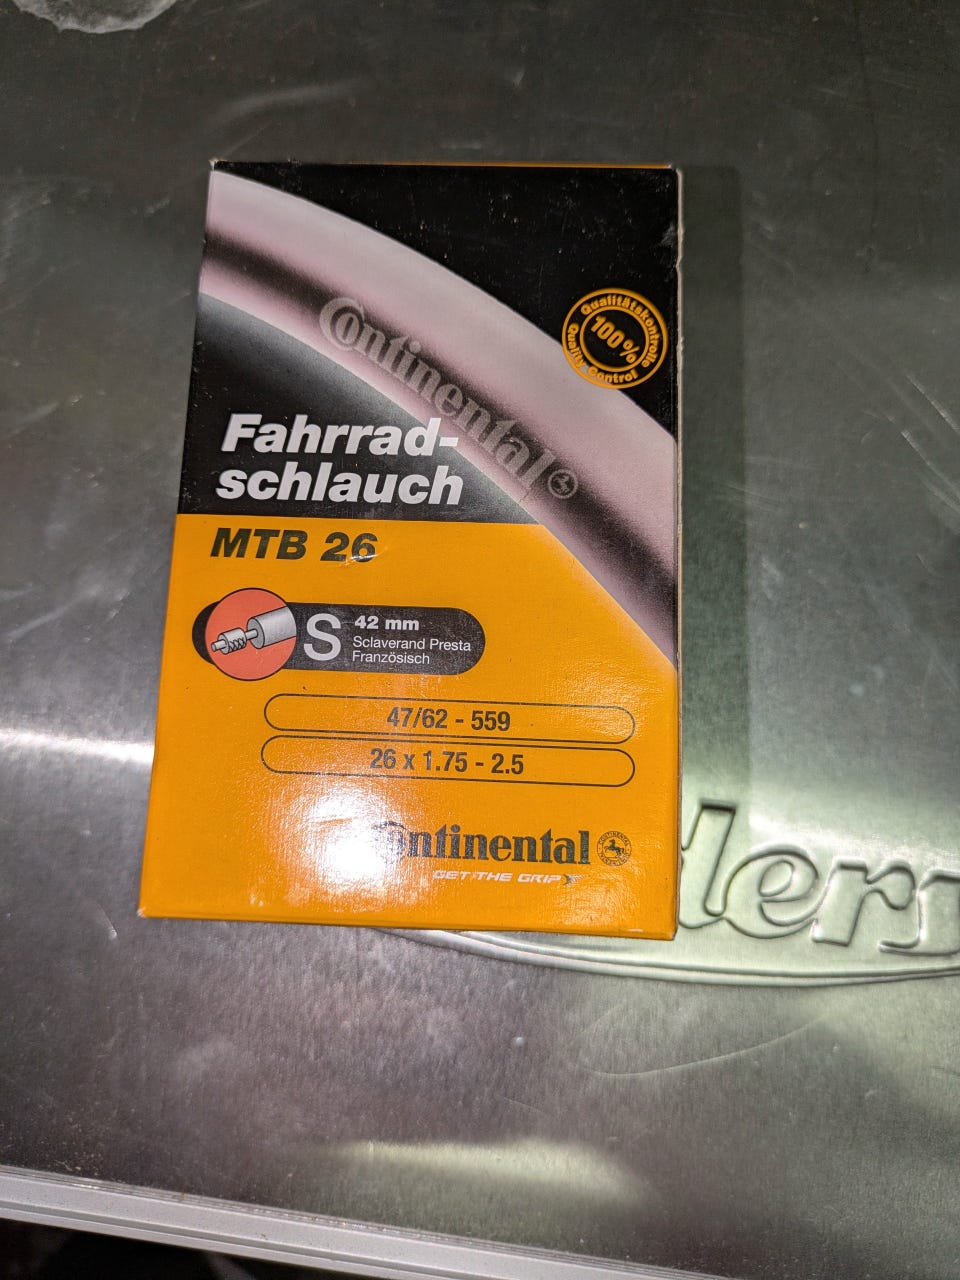 Continental
Qualitätskontrolle
100%
Quality Control
Fahrrad-
schlauch
MTB 26
S
42 mm
Sclaverand Presta
Französisch
47/62 - 559
26 x 1.75 - 2.5
Continental
GET THE GRIP